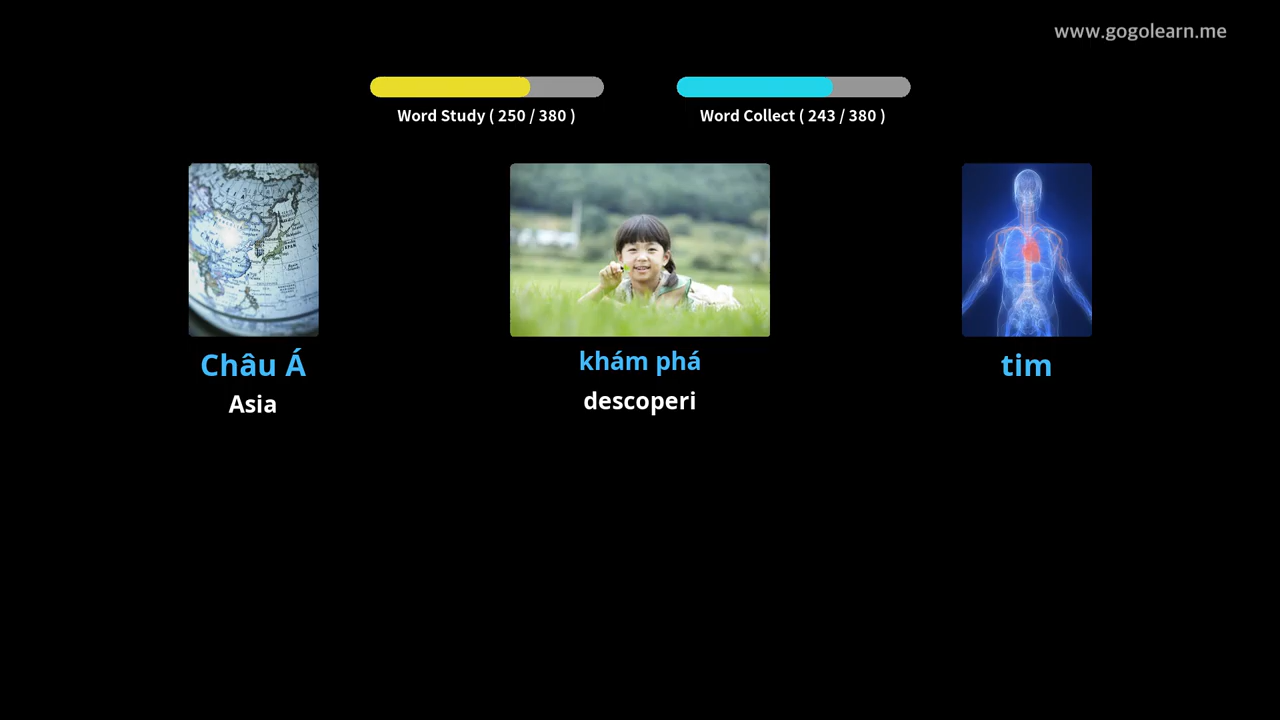 www.gogolearn.me
Word Study ( 250 / 380 )
Word Collect ( 243 / 380 )
Châu Á
Asia
khám phá
descoperi
tim